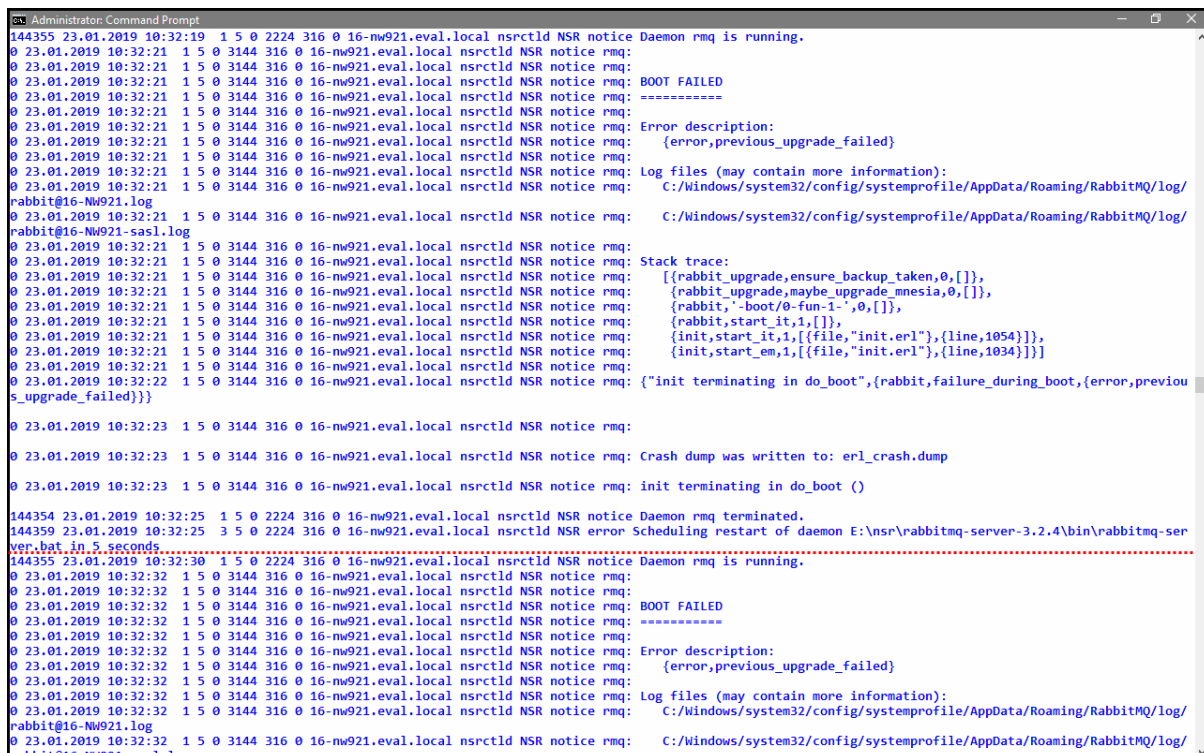 Administrator: Command Prompt
144355 23.01.2019 10:32:19  1 5 0 2224 316 0 16-nw921.eval.local nsrctld NSR notice Daemon rmq is running.
0 23.01.2019 10:32:21  1 5 0 3144 316 0 16-nw921.eval.local nsrctld NSR notice rmq:
0 23.01.2019 10:32:21  1 5 0 3144 316 0 16-nw921.eval.local nsrctld NSR notice rmq:
0 23.01.2019 10:32:21  1 5 0 3144 316 0 16-nw921.eval.local nsrctld NSR notice rmq: BOOT FAILED
0 23.01.2019 10:32:21  1 5 0 3144 316 0 16-nw921.eval.local nsrctld NSR notice rmq: ===========
0 23.01.2019 10:32:21  1 5 0 3144 316 0 16-nw921.eval.local nsrctld NSR notice rmq:
0 23.01.2019 10:32:21  1 5 0 3144 316 0 16-nw921.eval.local nsrctld NSR notice rmq: Error description:
0 23.01.2019 10:32:21  1 5 0 3144 316 0 16-nw921.eval.local nsrctld NSR notice rmq:    {error,previous_upgrade_failed}
0 23.01.2019 10:32:21  1 5 0 3144 316 0 16-nw921.eval.local nsrctld NSR notice rmq:
0 23.01.2019 10:32:21  1 5 0 3144 316 0 16-nw921.eval.local nsrctld NSR notice rmq: Log files (may contain more information):
0 23.01.2019 10:32:21  1 5 0 3144 316 0 16-nw921.eval.local nsrctld NSR notice rmq:    C:/Windows/system32/config/systemprofile/AppData/Roaming/RabbitMQ/log/
rabbit@16-NW921.log
0 23.01.2019 10:32:21  1 5 0 3144 316 0 16-nw921.eval.local nsrctld NSR notice rmq:    C:/Windows/system32/config/systemprofile/AppData/Roaming/RabbitMQ/log/
rabbit@16-NW921-sasl.log
0 23.01.2019 10:32:21  1 5 0 3144 316 0 16-nw921.eval.local nsrctld NSR notice rmq:
0 23.01.2019 10:32:21  1 5 0 3144 316 0 16-nw921.eval.local nsrctld NSR notice rmq: Stack trace:
0 23.01.2019 10:32:21  1 5 0 3144 316 0 16-nw921.eval.local nsrctld NSR notice rmq:    [{rabbit_upgrade,ensure_backup_taken,0,[]},
0 23.01.2019 10:32:21  1 5 0 3144 316 0 16-nw921.eval.local nsrctld NSR notice rmq:     {rabbit_upgrade,maybe_upgrade_mnesia,0,[]},
0 23.01.2019 10:32:21  1 5 0 3144 316 0 16-nw921.eval.local nsrctld NSR notice rmq:     {rabbit,'-boot/0-fun-1-',0,[]},
0 23.01.2019 10:32:21  1 5 0 3144 316 0 16-nw921.eval.local nsrctld NSR notice rmq:     {rabbit,start_it,1,[]},
0 23.01.2019 10:32:21  1 5 0 3144 316 0 16-nw921.eval.local nsrctld NSR notice rmq:     {init,start_it,1,[{file,"init.erl"},{line,1054}]},
0 23.01.2019 10:32:21  1 5 0 3144 316 0 16-nw921.eval.local nsrctld NSR notice rmq:     {init,start_em,1,[{file,"init.erl"},{line,1034}]}]
0 23.01.2019 10:32:21  1 5 0 3144 316 0 16-nw921.eval.local nsrctld NSR notice rmq:
0 23.01.2019 10:32:22  1 5 0 3144 316 0 16-nw921.eval.local nsrctld NSR notice rmq: {"init terminating in do_boot",{rabbit,failure_during_boot,{error,previou
s_upgrade_failed}}}
0 23.01.2019 10:32:23  1 5 0 3144 316 0 16-nw921.eval.local nsrctld NSR notice rmq:
0 23.01.2019 10:32:23  1 5 0 3144 316 0 16-nw921.eval.local nsrctld NSR notice rmq: Crash dump was written to: erl_crash.dump
0 23.01.2019 10:32:23  1 5 0 3144 316 0 16-nw921.eval.local nsrctld NSR notice rmq: init terminating in do_boot ()
144354 23.01.2019 10:32:25  1 5 0 2224 316 0 16-nw921.eval.local nsrctld NSR notice Daemon rmq terminated.
144359 23.01.2019 10:32:25  3 5 0 2224 316 0 16-nw921.eval.local nsrctld NSR error Scheduling restart of daemon E:\nsr\rabbitmq-server-3.2.4\bin\rabbitmq-ser
ver.bat in 5 seconds
144355 23.01.2019 10:32:30  1 5 0 2224 316 0 16-nw921.eval.local nsrctld NSR notice Daemon rmq is running.
0 23.01.2019 10:32:32  1 5 0 3144 316 0 16-nw921.eval.local nsrctld NSR notice rmq:
0 23.01.2019 10:32:32  1 5 0 3144 316 0 16-nw921.eval.local nsrctld NSR notice rmq:
0 23.01.2019 10:32:32  1 5 0 3144 316 0 16-nw921.eval.local nsrctld NSR notice rmq: BOOT FAILED
0 23.01.2019 10:32:32  1 5 0 3144 316 0 16-nw921.eval.local nsrctld NSR notice rmq: ===========
0 23.01.2019 10:32:32  1 5 0 3144 316 0 16-nw921.eval.local nsrctld NSR notice rmq:
0 23.01.2019 10:32:32  1 5 0 3144 316 0 16-nw921.eval.local nsrctld NSR notice rmq: Error description:
0 23.01.2019 10:32:32  1 5 0 3144 316 0 16-nw921.eval.local nsrctld NSR notice rmq:    {error,previous_upgrade_failed}
0 23.01.2019 10:32:32  1 5 0 3144 316 0 16-nw921.eval.local nsrctld NSR notice rmq:
0 23.01.2019 10:32:32  1 5 0 3144 316 0 16-nw921.eval.local nsrctld NSR notice rmq: Log files (may contain more information):
0 23.01.2019 10:32:32  1 5 0 3144 316 0 16-nw921.eval.local nsrctld NSR notice rmq:    C:/Windows/system32/config/systemprofile/AppData/Roaming/RabbitMQ/log/
rabbit@16-NW921.log
0 23.01.2019 10:32:32  1 5 0 3144 316 0 16-nw921.eval.local nsrctld NSR notice rmq:    C:/Windows/system32/config/systemprofile/AppData/Roaming/RabbitMQ/log/